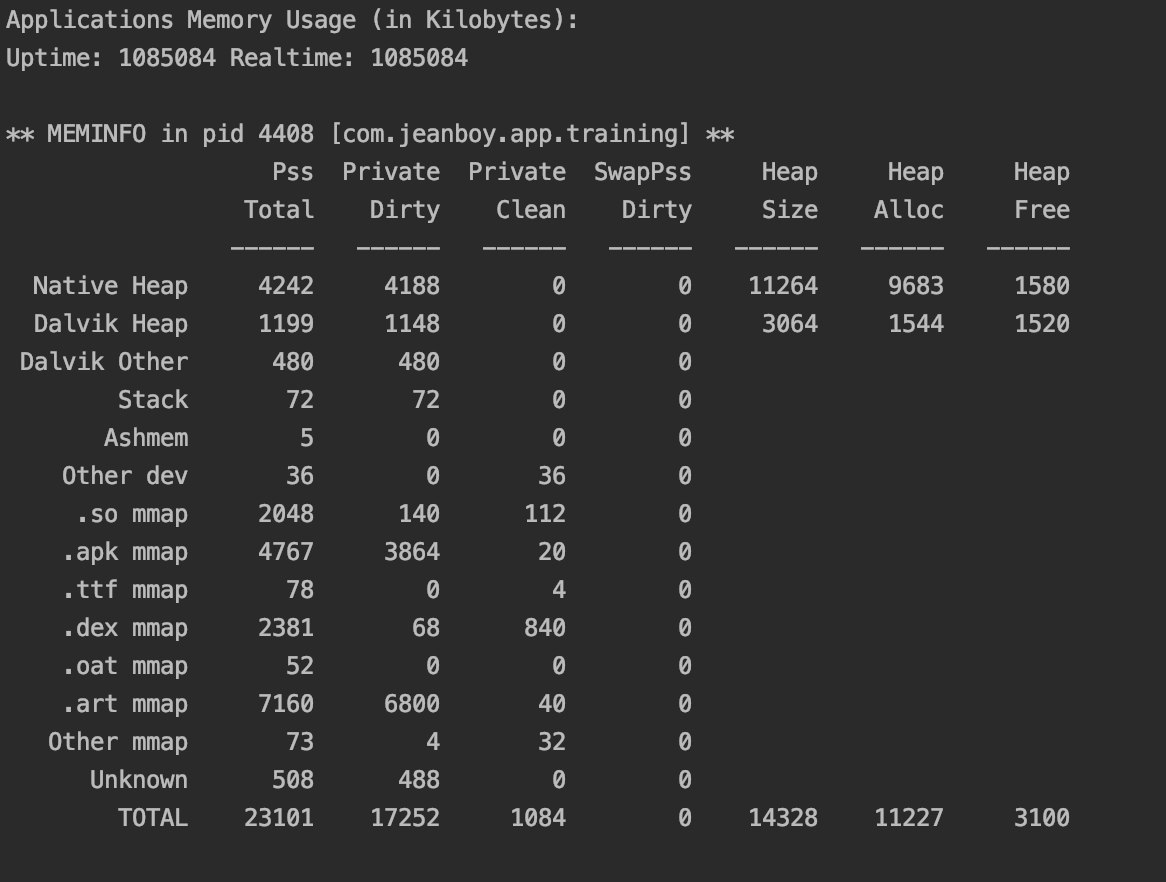 Applications Memory Usage (in Kilobytes):
Uptime: 1085084 Realtime: 1085084
** MEMINFO in pid 4408 [com.jeanboy.app.training] **
Pss Private Private SwapPss Heap Heap Heap
Total Dirty Clean Dirty Size Alloc Free
------ ------ ------ ------ ------ ------ ------
Native Heap 4242 4188 0 0 11264 9683 1580
Dalvik Heap 1199 1148 0 0 3064 1544 1520
Dalvik Other 480 480 0 0
Stack 72 72 0 0
Ashmem 5 0 0 0
Other dev 36 0 36 0
.so mmap 2048 140 112 0
.apk mmap 4767 3864 20 0
.ttf mmap 78 0 4 0
.dex mmap 2381 68 840 0
.oat mmap 52 0 0 0
.art mmap 7160 6800 40 0
Other mmap 73 4 32 0
Unknown 508 488 0 0
TOTAL 23101 17252 1084 0 14328 11227 3100